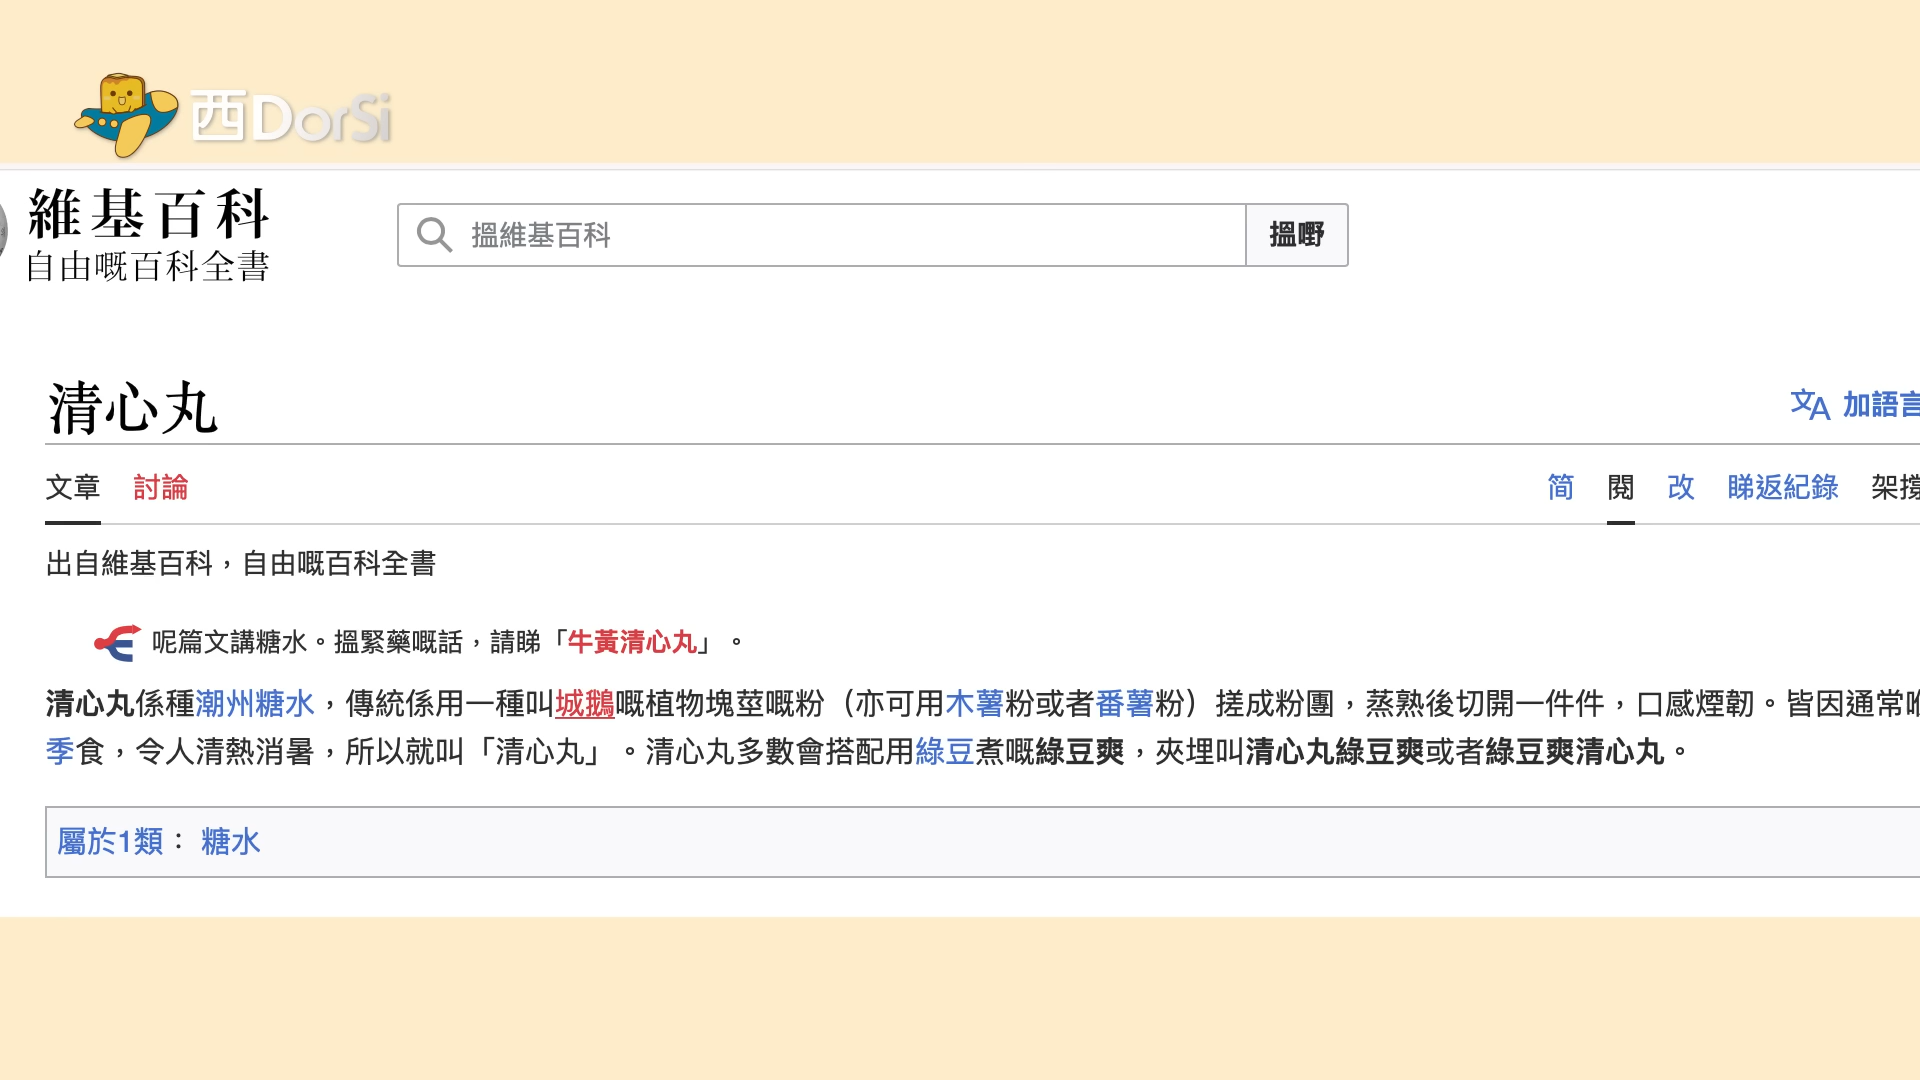 西DorSi
維基百科
自由嘅百科全書
搵維基百科
搵嘢
清心丸
加語言
文章 討論 简 閱 改 睇返紀錄 架撐
出自維基百科，自由嘅百科全書
呢篇文講糖水。搵緊藥嘅話，請睇「牛黃清心丸」。
清心丸係種潮州糖水，傳統係用一種叫城鵝嘅植物塊莖嘅粉（亦可用木薯粉或者番薯粉）搓成粉團，蒸熟後切開一件件，口感煙韌。皆因通常
季食，令人清熱消暑，所以就叫「清心丸」。清心丸多數會搭配用綠豆煮嘅綠豆爽，夾埋叫清心丸綠豆爽或者綠豆爽清心丸。
屬於1類： 糖水